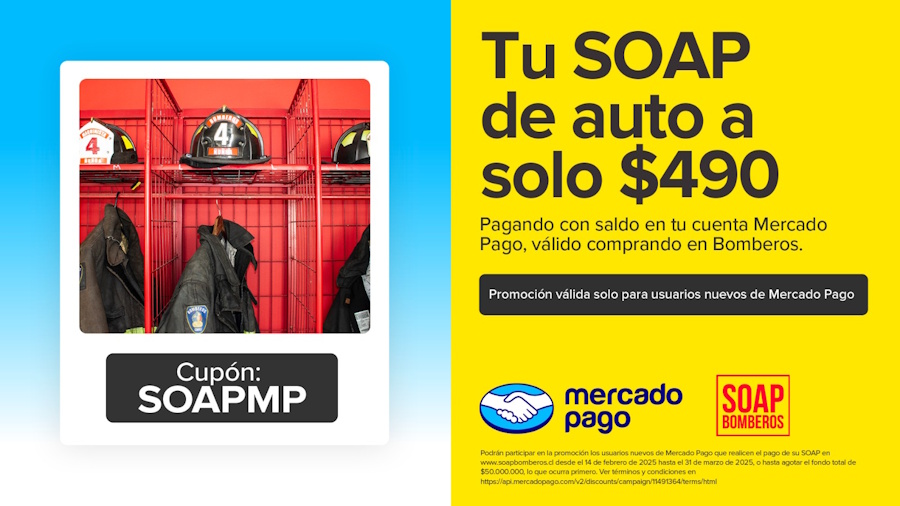 4
BOMBEROS
4
Cupón:
SOAPMP
Tu SOAP
de auto a
solo $490
Pagando con saldo en tu cuenta Mercado
Pago, válido comprando en Bomberos.
Promoción válida solo para usuarios nuevos de Mercado Pago
mercado
pago
SOAP
BOMBEROS
Podrán participar en la promoción los usuarios nuevos de Mercado Pago que realicen el pago de su SOAP en
www.soapbomberos.cl desde el 14 de febrero de 2025 hasta el 31 de marzo de 2025, o hasta agotar el fondo total de
$50.000.000, lo que ocurra primero. Ver términos y condiciones en
https://api.mercadopago.com/v2/discounts/campaign/11491364/terms/html